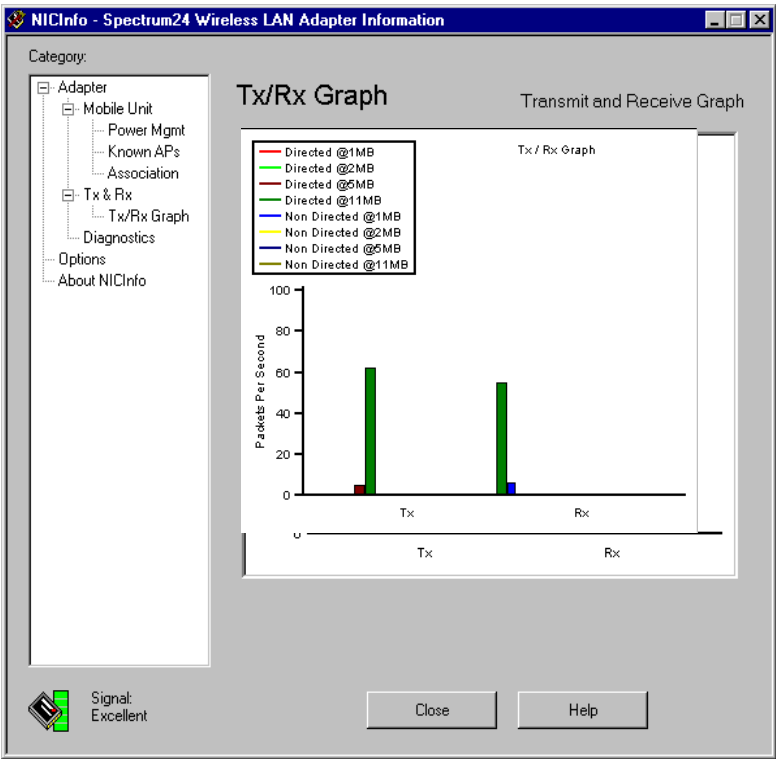 NICInfo - Spectrum24 Wireless LAN Adapter Information
Category:
Adapter
Mobile Unit
Power Mgmt
Known APs
Association
Tx & Rx
Tx/Rx Graph
Diagnostics
Options
About NICInfo
Tx/Rx Graph
Transmit and Receive Graph
Tx / Rx Graph
Directed @1MB
Directed @2MB
Directed @5MB
Directed @11MB
Non Directed @1MB
Non Directed @2MB
Non Directed @5MB
Non Directed @11MB
Packets Per Second
100
80
60
40
20
0
Tx Rx
0
Tx Rx
Signal:
Excellent
Close
Help